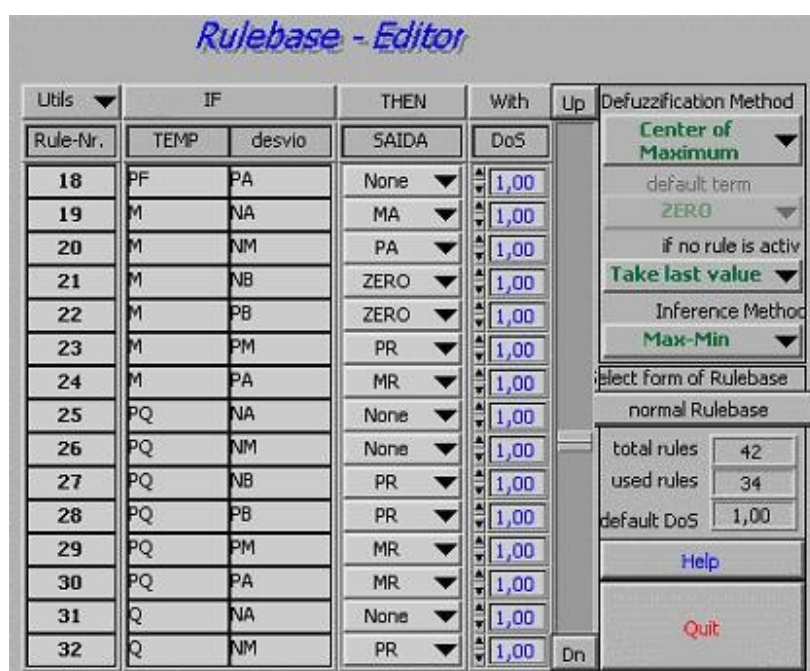 Rulebase - Editor
Utils IF THEN With Up Defuzzification Method
Rule-Nr. TEMP desvio SAIDA DoS Center of Maximum
18 PF PA None 1,00 default term
19 M NA MA 1,00 ZERO
20 M NM PA 1,00 if no rule is activ
21 M NB ZERO 1,00 Take last value
22 M PB ZERO 1,00 Inference Method
23 M PM PR 1,00 Max-Min
24 M PA MR 1,00 elect form of Rulebase
25 PQ NA None 1,00 normal Rulebase
26 PQ NM None 1,00 total rules 42
27 PQ NB PR 1,00 used rules 34
28 PQ PB PR 1,00 default DoS 1,00
29 PQ PM MR 1,00 Help
30 PQ PA MR 1,00
31 Q NA None 1,00 Quit
32 Q NM PR 1,00 Dn